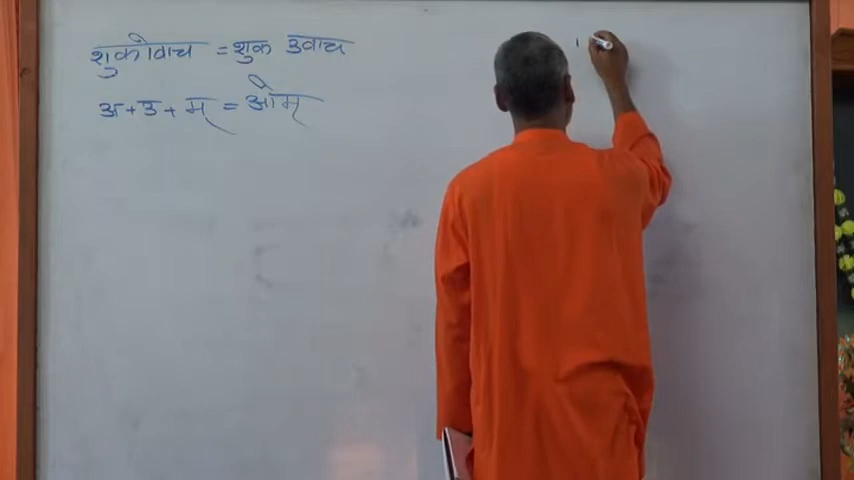 शुकोवाच = शुक उवाच
अ + उ + म् = ओम्